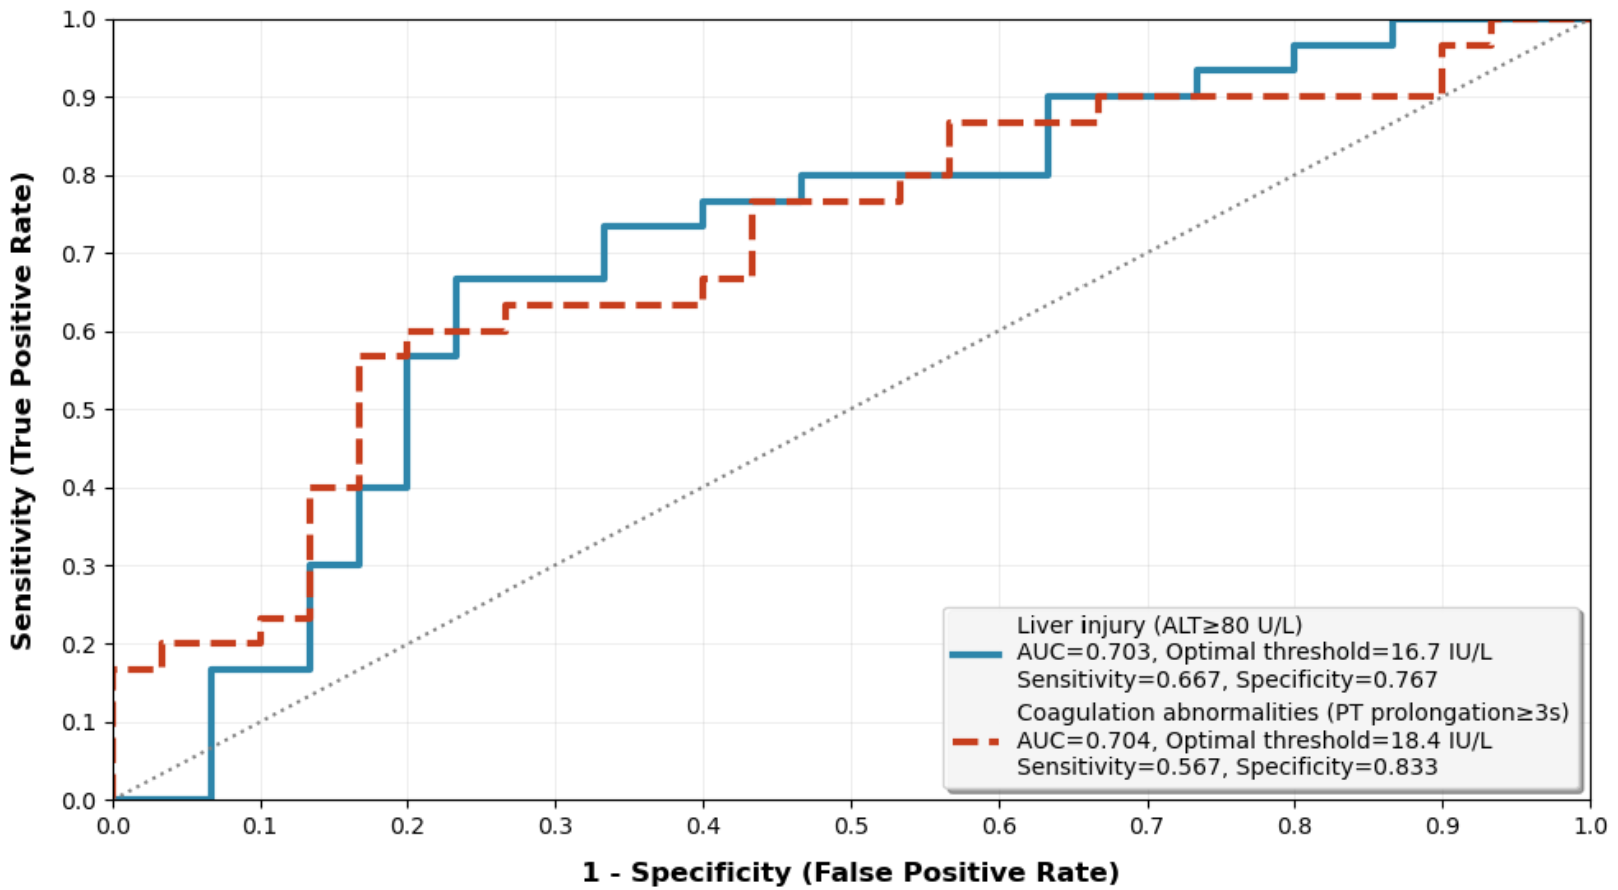 Sensitivity (True Positive Rate)
1.0
0.9
0.8
0.7
0.6
0.5
0.4
0.3
0.2
0.1
0.0
Liver injury (ALT≥80 U/L)
AUC=0.703, Optimal threshold=16.7 IU/L
Sensitivity=0.667, Specificity=0.767
Coagulation abnormalities (PT prolongation≥3s)
AUC=0.704, Optimal threshold=18.4 IU/L
Sensitivity=0.567, Specificity=0.833
0.0 0.1 0.2 0.3 0.4 0.5 0.6 0.7 0.8 0.9 1.0
1 - Specificity (False Positive Rate)